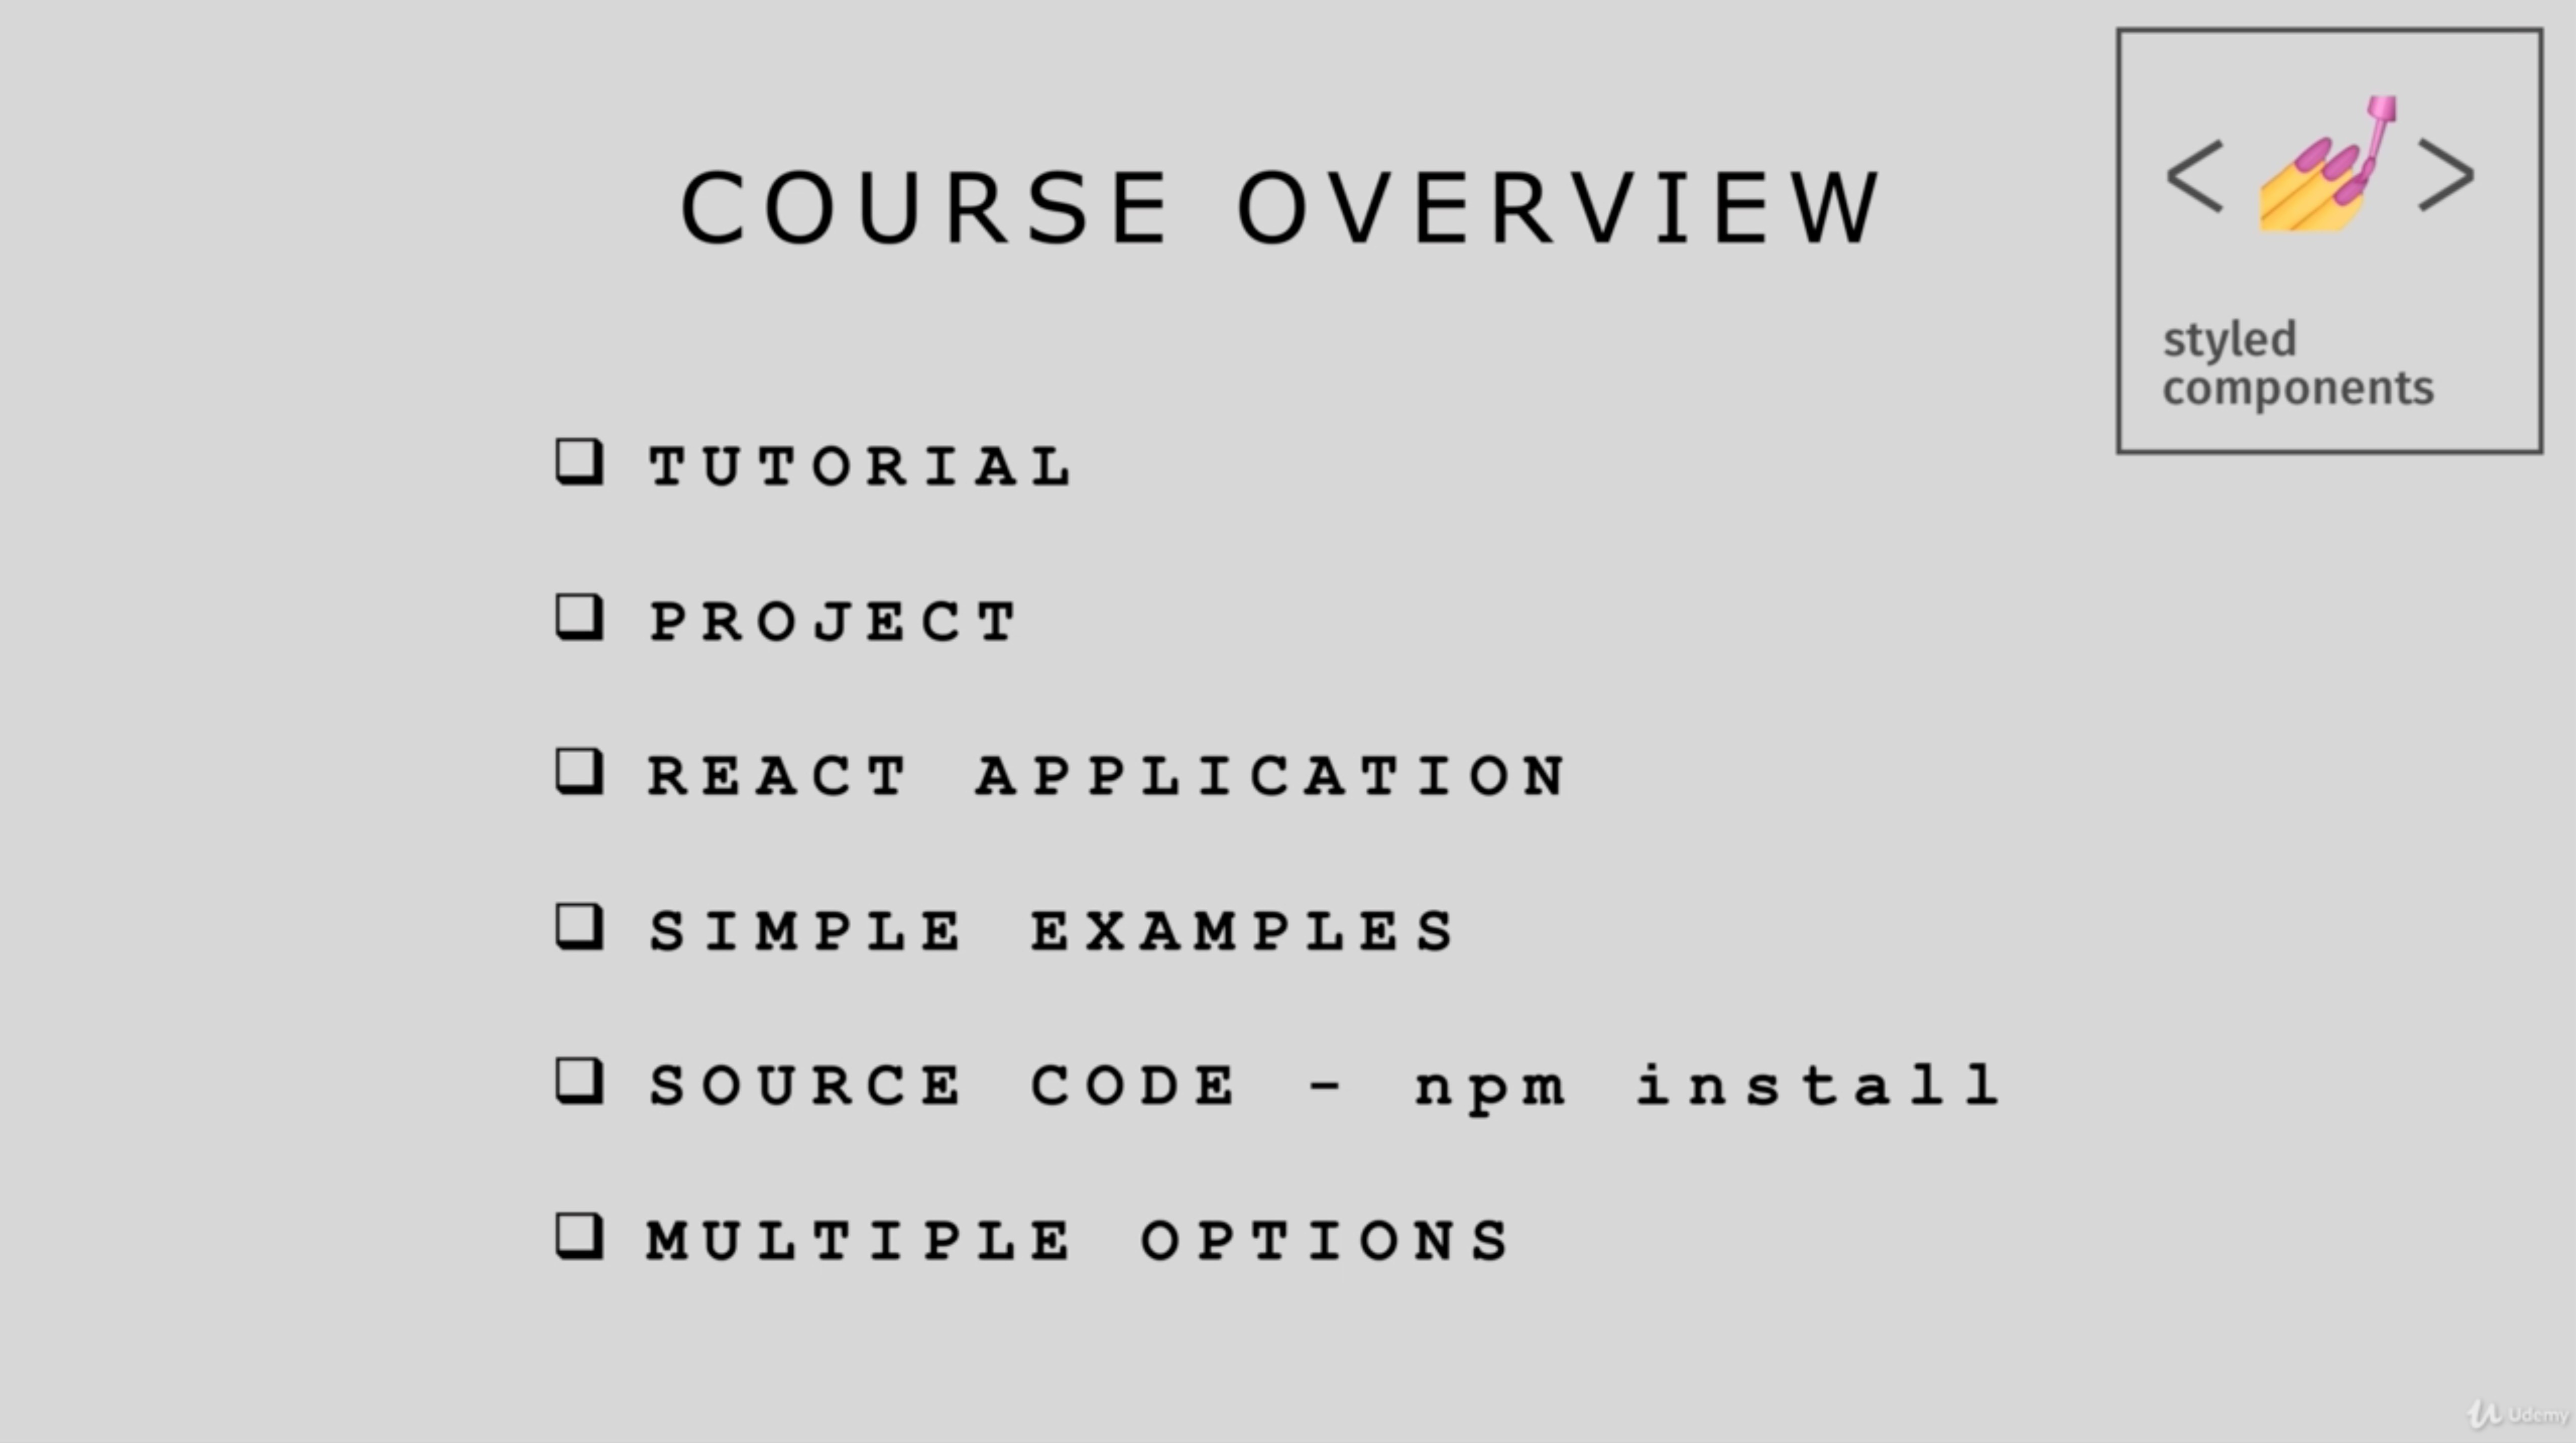 COURSE OVERVIEW
< >
styled
components
❑ TUTORIAL
❑ PROJECT
❑ REACT APPLICATION
❑ SIMPLE EXAMPLES
❑ SOURCE CODE - npm install
❑ MULTIPLE OPTIONS
Udemy